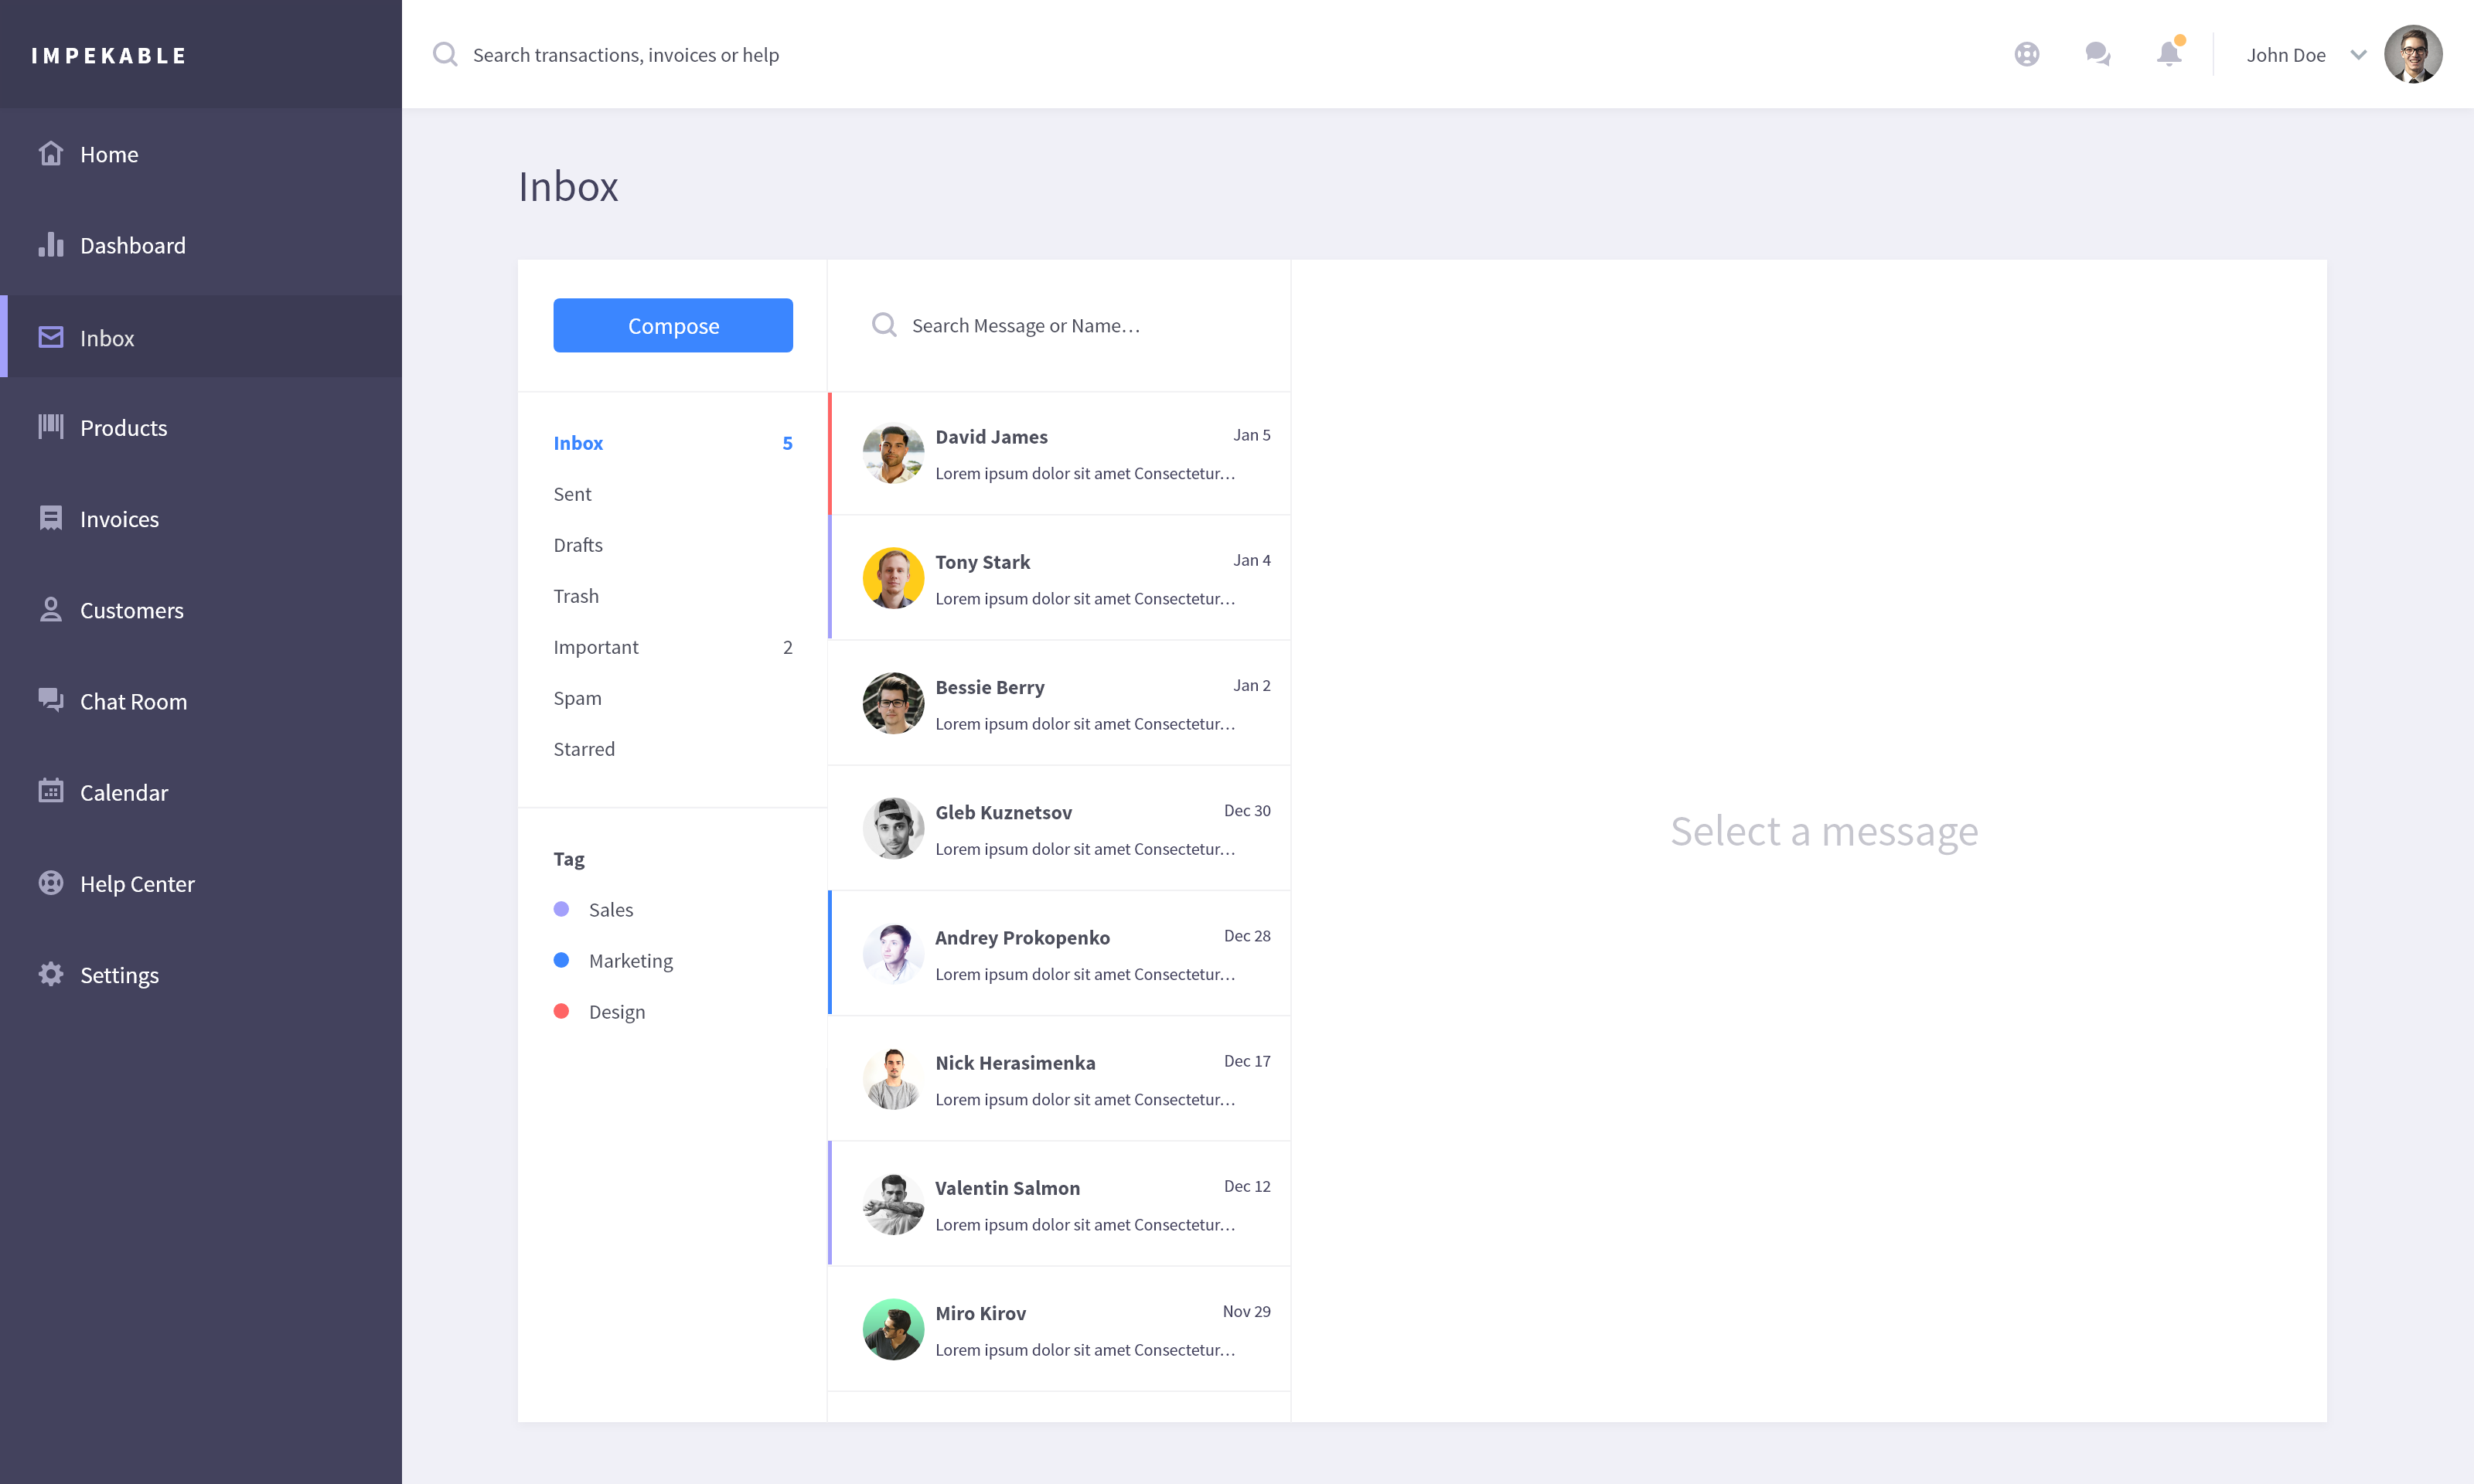 IMPEKABLE
Search transactions, invoices or help
John Doe
Home
Dashboard
Inbox
Products
Invoices
Customers
Chat Room
Calendar
Help Center
Settings
Inbox
Compose
Inbox 5
Sent
Drafts
Trash
Important 2
Spam
Starred
Tag
Sales
Marketing
Design
Search Message or Name…
David James Jan 5
Lorem ipsum dolor sit amet Consectetur…
Tony Stark Jan 4
Lorem ipsum dolor sit amet Consectetur…
Bessie Berry Jan 2
Lorem ipsum dolor sit amet Consectetur…
Gleb Kuznetsov Dec 30
Lorem ipsum dolor sit amet Consectetur…
Andrey Prokopenko Dec 28
Lorem ipsum dolor sit amet Consectetur…
Nick Herasimenka Dec 17
Lorem ipsum dolor sit amet Consectetur…
Valentin Salmon Dec 12
Lorem ipsum dolor sit amet Consectetur…
Miro Kirov Nov 29
Lorem ipsum dolor sit amet Consectetur…
Select a message